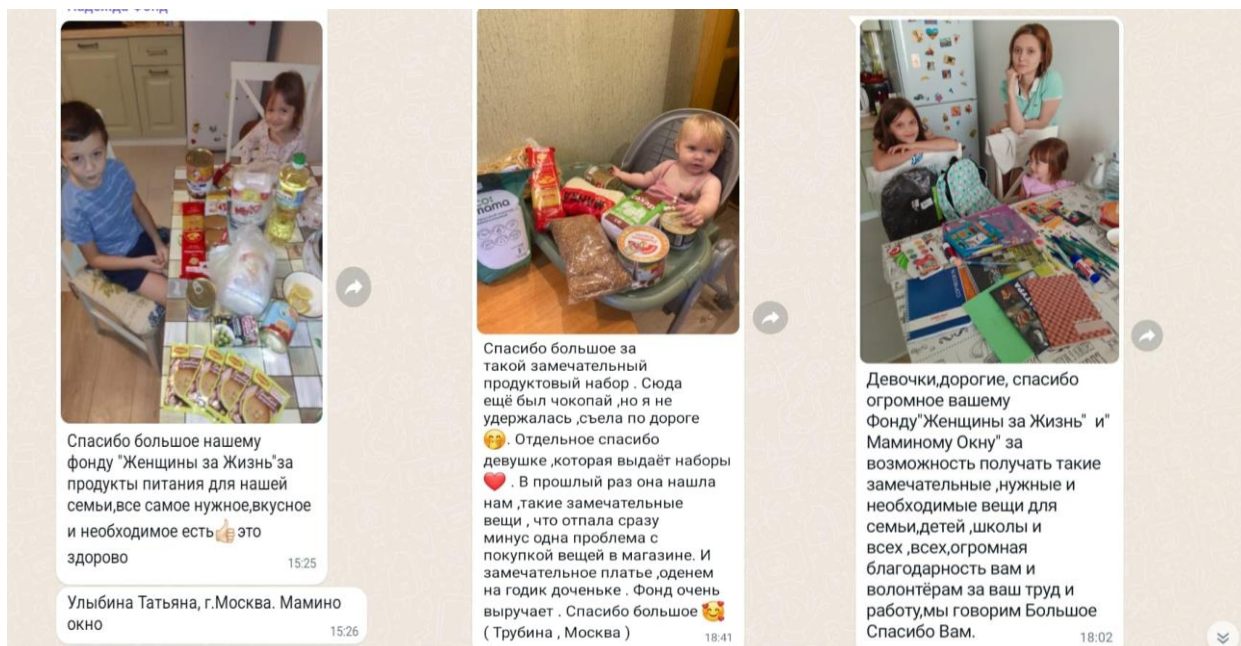 Спасибо большое нашему
фонду "Женщины за Жизнь"за
продукты питания для нашей
семьи,все самое нужное,вкусное
и необходимое есть👍🏻это
здорово
15:25
Улыбина Татьяна, г.Москва. Мамино
окно
15:26
Спасибо большое за
такой замечательный
продуктовый набор . Сюда
ещё был чокопай ,но я не
удержалась ,съела по дороге
🤭. Отдельное спасибо
девушке ,которая выдаёт наборы
❤️ . В прошлый раз она нашла
нам ,такие замечательные
вещи , что отпала сразу
минус одна проблема с
покупкой вещей в магазине. И
замечательное платье ,оденем
на годик доченьке . Фонд очень
выручает . Спасибо большое 🥰
( Трубина , Москва )
18:41
Девочки,дорогие, спасибо
огромное вашему
Фонду"Женщины за Жизнь" и"
Маминому Окну" за
возможность получать такие
замечательные ,нужные и
необходимые вещи для
семьи,детей ,школы и
всех ,всех,огромная
благодарность вам и
волонтёрам за ваш труд и
работу,мы говорим Большое
Спасибо Вам.
18:02